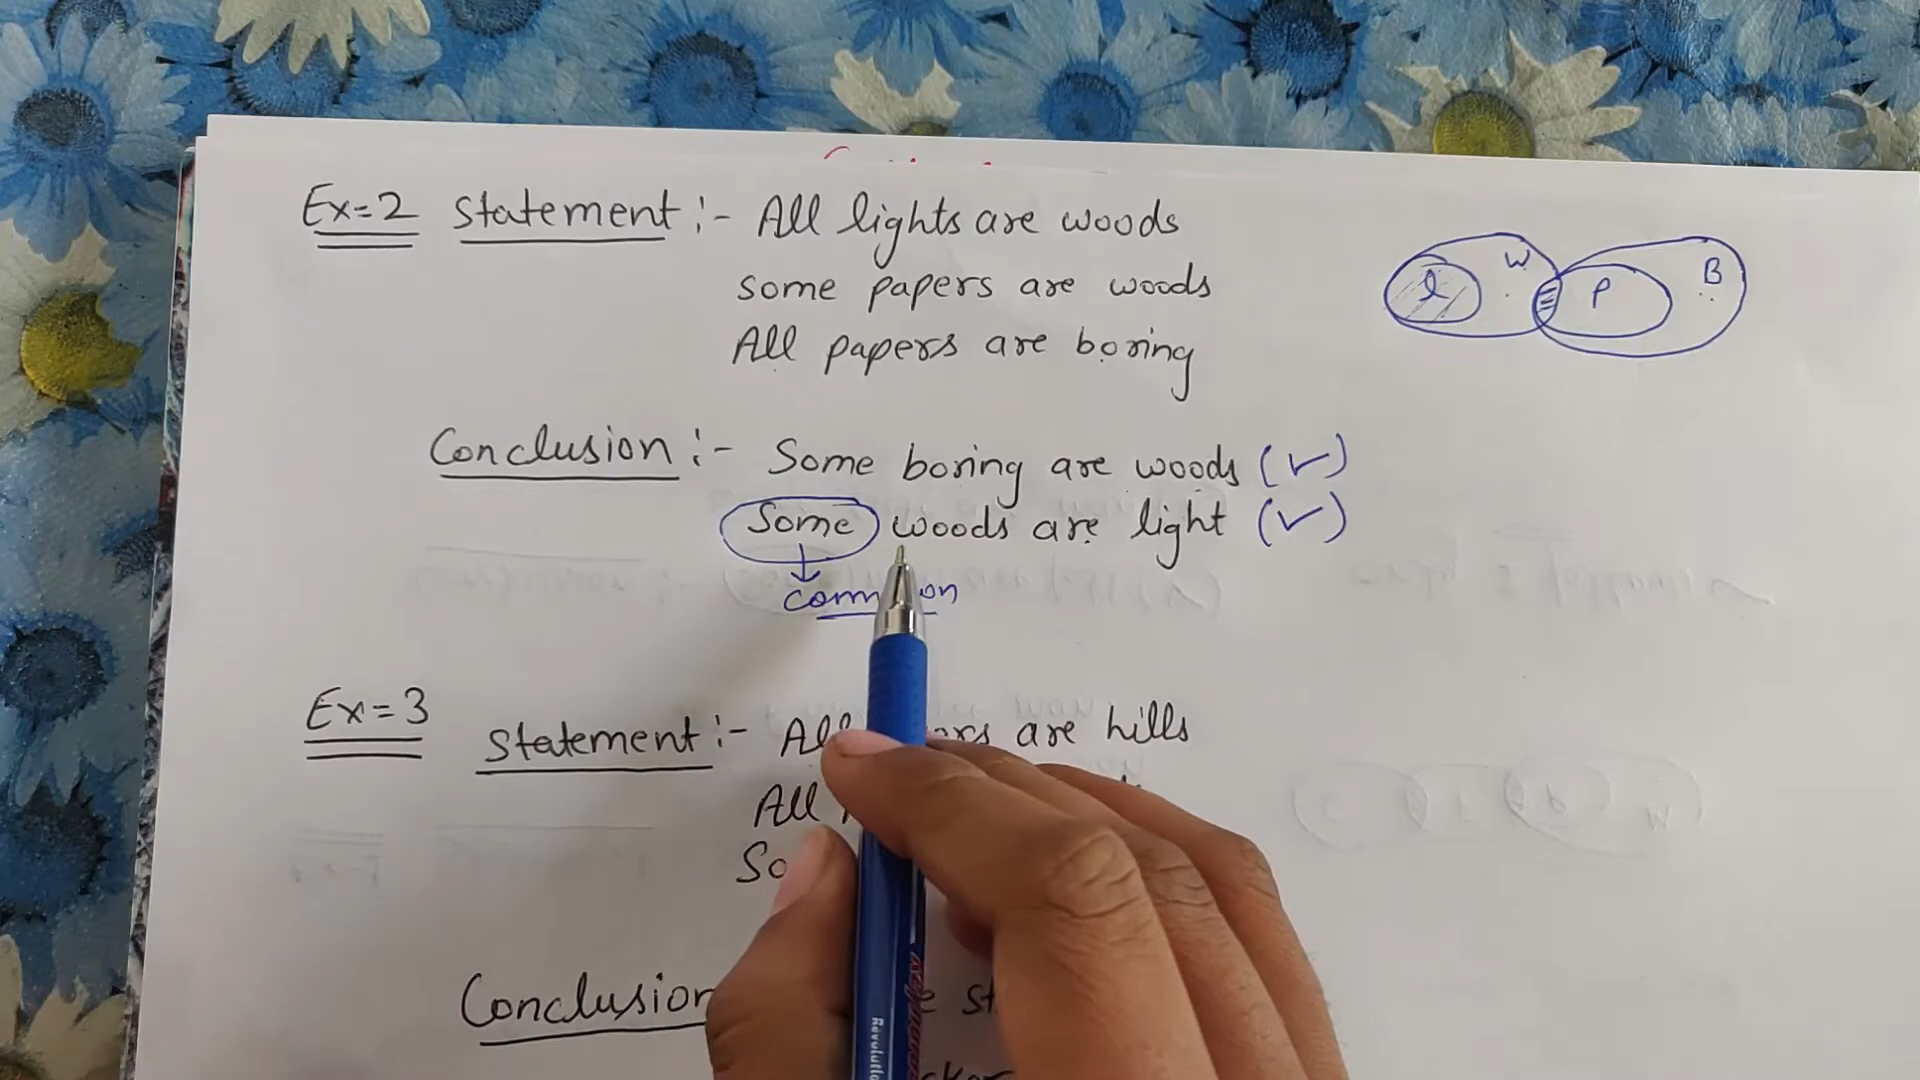 Ex=2 statement :- All lights are woods
some papers are woods
All papers are boring
l W P B
Conclusion :- Some boring are woods (✓)
Some woods are light (✓)
Ex=3
statement :- All are hills
All
Conclusion